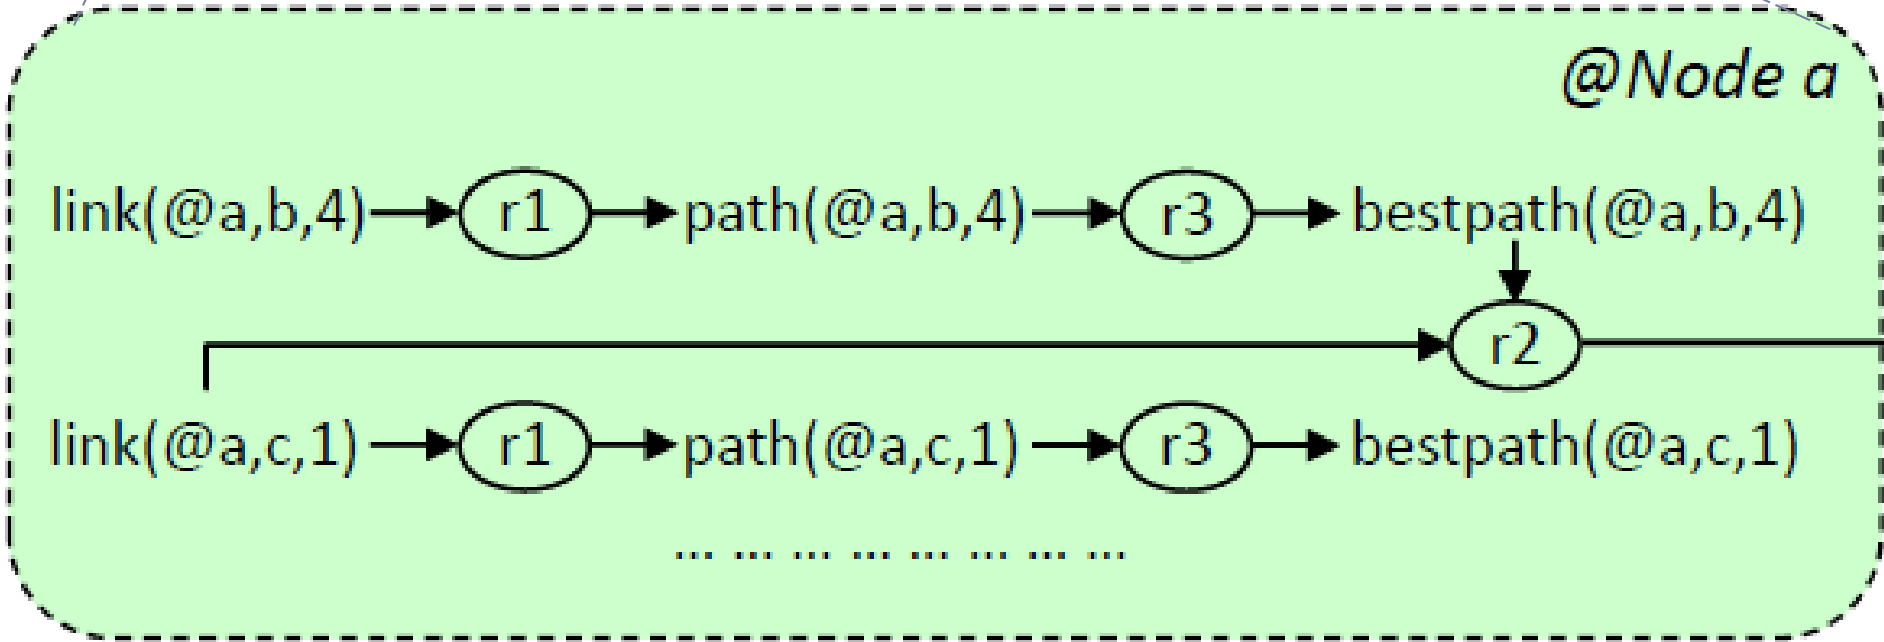 @Node a
link(@a,b,4) r1 path(@a,b,4) r3 bestpath(@a,b,4)
r2
link(@a,c,1) r1 path(@a,c,1) r3 bestpath(@a,c,1)
... ... ... ... ... ... ... ...